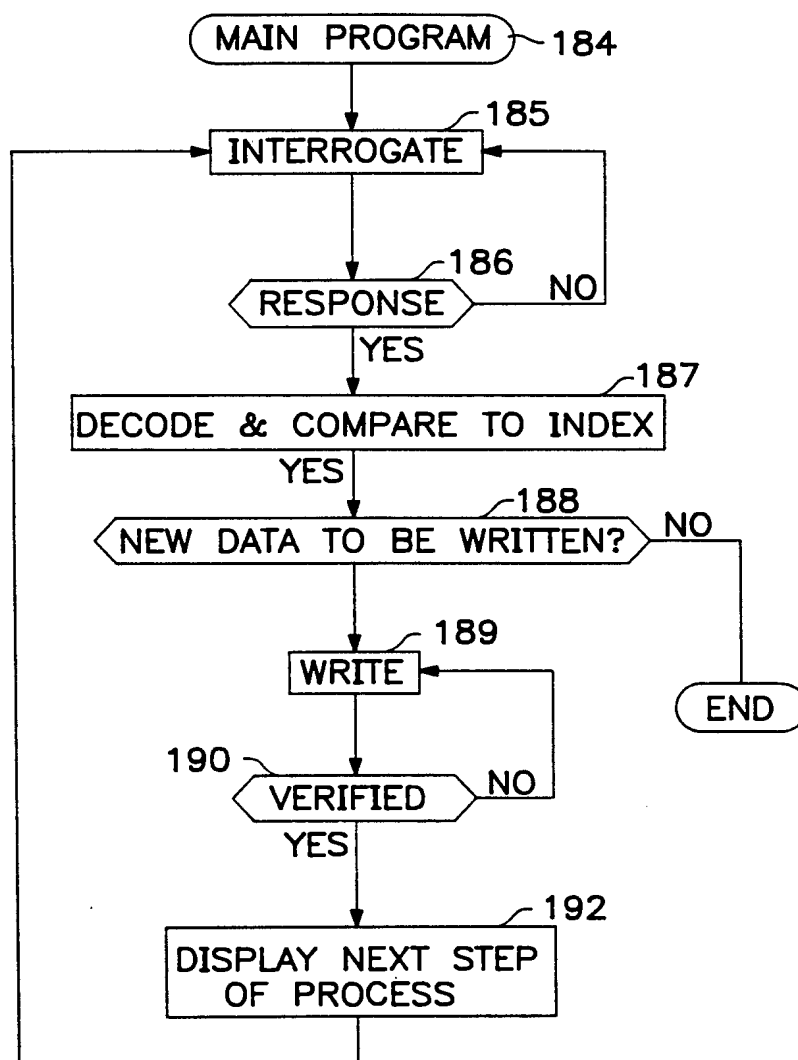 MAIN PROGRAM
184
185
INTERROGATE
186
RESPONSE
NO
YES
187
DECODE & COMPARE TO INDEX
YES
188
NEW DATA TO BE WRITTEN?
NO
189
WRITE
END
190
VERIFIED
NO
YES
192
DISPLAY NEXT STEP
OF PROCESS